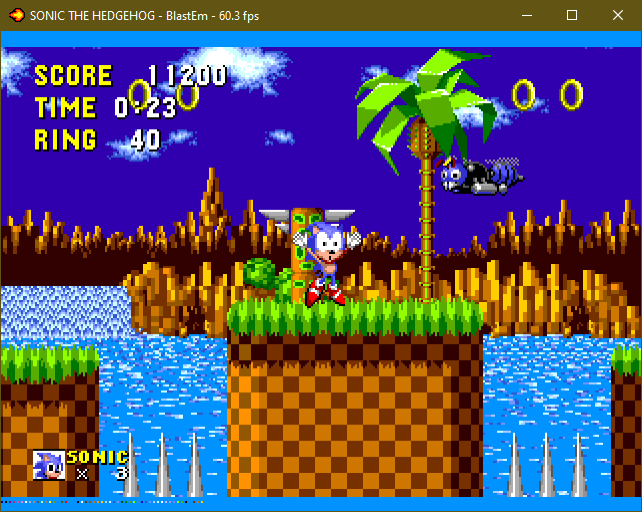 SONIC THE HEDGEHOG - BlastEm - 60.3 fps
SCORE 11200
TIME 0:23
RING 40
SONIC
× 3